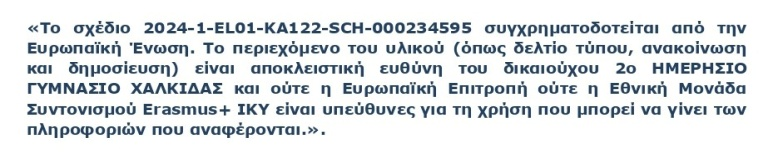 «Το σχέδιο 2024-1-EL01-KA122-SCH-000234595 συγχρηματοδοτείται από την
Ευρωπαϊκή Ένωση. Το περιεχόμενο του υλικού (όπως δελτίο τύπου, ανακοίνωση
και δημοσίευση) είναι αποκλειστική ευθύνη του δικαιούχου 2ο ΗΜΕΡΗΣΙΟ
ΓΥΜΝΑΣΙΟ ΧΑΛΚΙΔΑΣ και ούτε η Ευρωπαϊκή Επιτροπή ούτε η Εθνική Μονάδα
Συντονισμού Erasmus+ ΙΚΥ είναι υπεύθυνες για τη χρήση που μπορεί να γίνει των
πληροφοριών που αναφέρονται.».